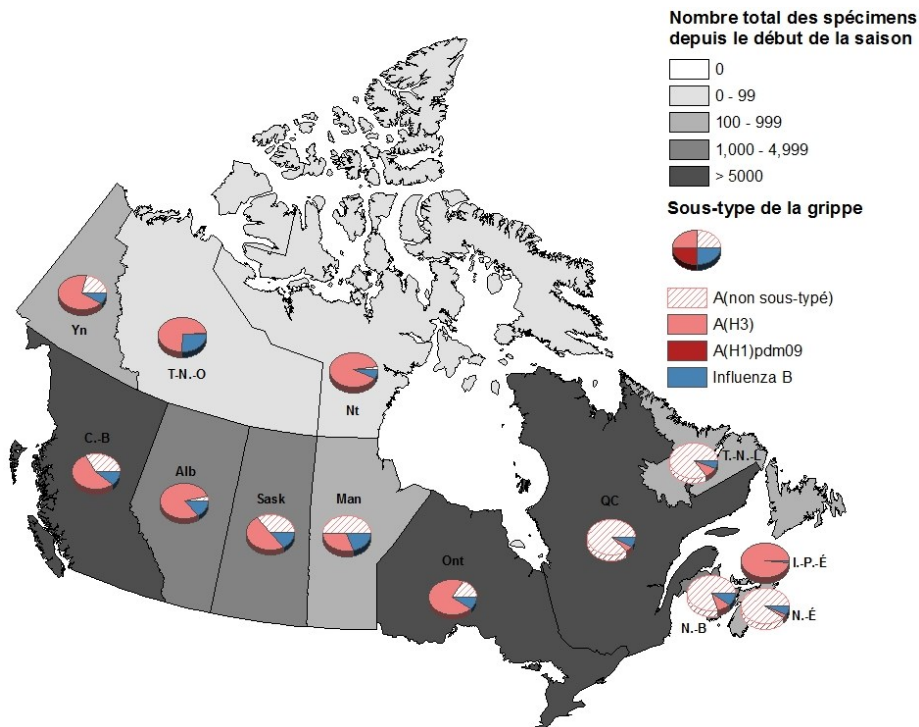 Nombre total des spécimens
depuis le début de la saison
0
0 - 99
100 - 999
1,000 - 4,999
> 5000
Sous-type de la grippe
A(non sous-typé)
A(H3)
A(H1)pdm09
Influenza B
Yn
T-N.-O
Nt
C.-B
Alb
Sask
Man
Ont
QC
T.-N.-L
I.-P.-É
N.-B
N.-É